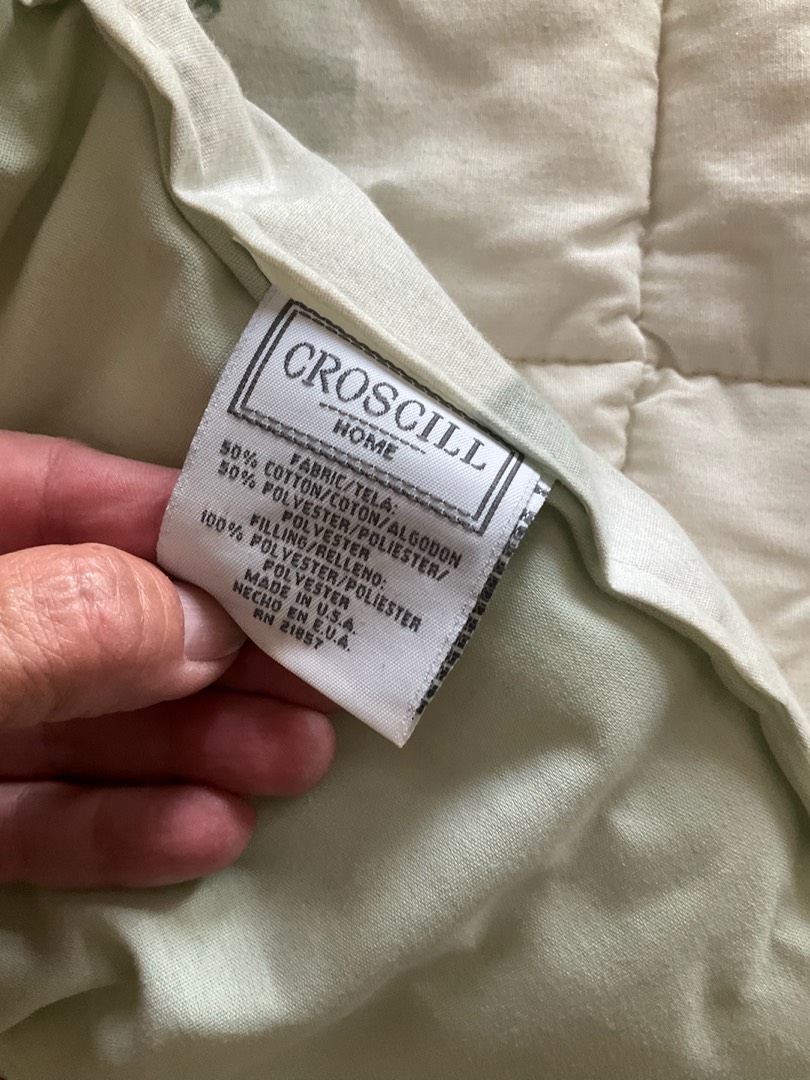 CROSCILL
HOME
FABRIC/TELA:
50% COTTON/COTON/ALGODON
50% POLYESTER/POLIESTER/
POLYESTER
FILLING/RELLENO:
100% POLYESTER/POLIESTER
POLYESTER
MADE IN U.S.A.
HECHO EN E.U.A.
RN 21857